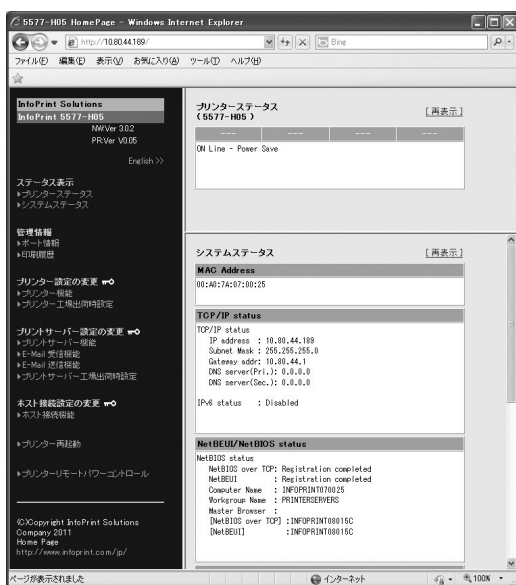 5577-H05 HomePage - Windows Internet Explorer
http://10.80.44.189/
Bing
ファイル(F) 編集(E) 表示(V) お気に入り(A) ツール(T) ヘルプ(H)
InfoPrint Solutions
InfoPrint 5577-H05
NW:Ver 3.0.2
PR:Ver V0.05
English >>
ステータス表示
プリンターステータス
システムステータス
管理情報
ポート情報
印刷履歴
プリンター設定の変更
プリンター機能
プリンター工場出荷時設定
プリントサーバー設定の変更
プリントサーバー機能
E-Mail 受信機能
E-Mail 送信機能
プリントサーバー工場出荷時設定
ホスト接続設定の変更
ホスト接続機能
プリンター再起動
プリンターリモートパワーコントロール
(C)Copyright InfoPrint Solutions
Company 2011
Home Page
http://www.infoprint.com/jp/
プリンターステータス
( 5577-H05 )
[再表示]
--- --- --- ---
ON Line - Power Save
システムステータス [再表示]
MAC Address
00:A0:7A:07:00:25
TCP/IP status
TCP/IP status
IP address : 10.80.44.189
Subnet Mask : 255.255.255.0
Gateway addr: 10.80.44.1
DNS server(Pri.): 0.0.0.0
DNS server(Sec.): 0.0.0.0
IPv6 status : Disabled
NetBEUI/NetBIOS status
NetBIOS status
NetBIOS over TCP: Registration completed
NetBEUI : Registration completed
Computer Name : INFOPRINT070025
Workgroup Name : PRINTERSERVERS
Master Browser :
[NetBIOS over TCP] :INFOPRINT08015C
[NetBEUI] :INFOPRINT08015C
ページが表示されました インターネット 100%